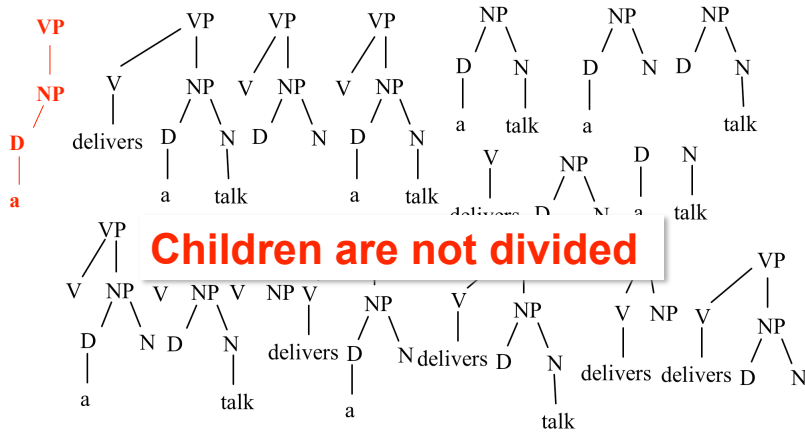 VP VP VP VP NP NP NP
V V V D N D N D N
NP NP NP NP
delivers D N D N D N a talk a talk
D
a talk a talk V NP D N
a
delivers D N a talk
VP
Children are not divided
VP
V NP V NP V NP V NP V NP V NP V
D N D N delivers D N delivers D N delivers delivers D N
a talk a talk